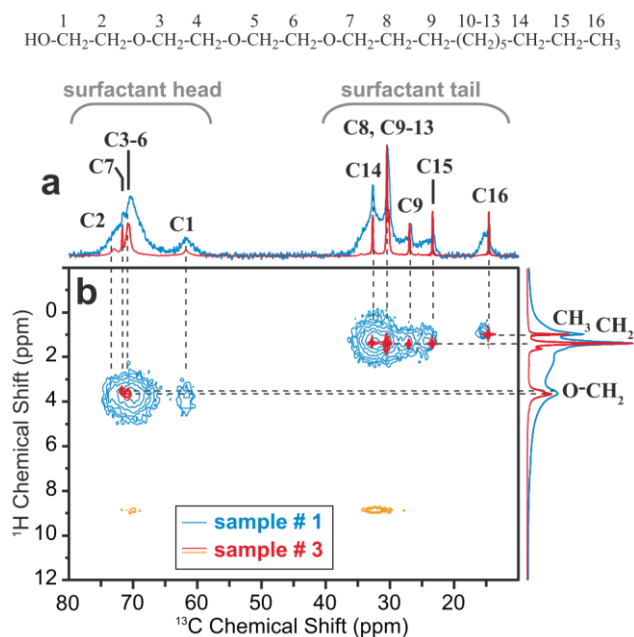 1 2 3 4 5 6 7 8 9 10-13 14 15 16
HO-CH₂-CH₂-O-CH₂-CH₂-O-CH₂-CH₂-O-CH₂-CH₂-CH₂-(CH₂)₅-CH₂-CH₂-CH₃
surfactant head surfactant tail
C3-6 C8, C9-13
C7 C14 C15
a C2 C1 C9 C16
b
0
2
4
6
8
10
12
¹H Chemical Shift (ppm)
CH₃ CH₂
O-CH₂
sample # 1
sample # 3
80 70 60 50 40 30 20
¹³C Chemical Shift (ppm)